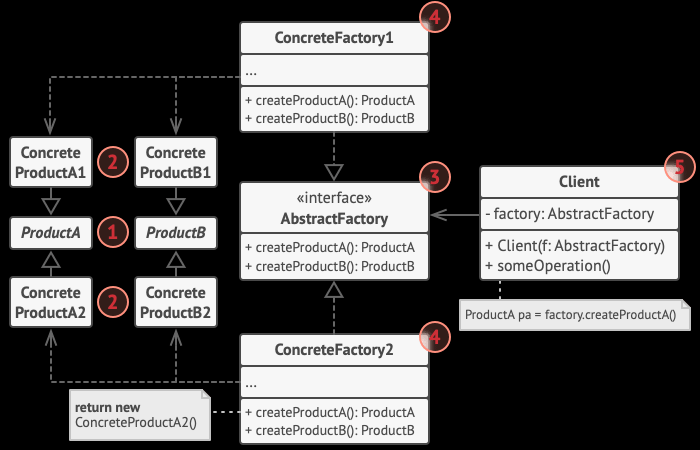 4
ConcreteFactory1
...
+ createProductA(): ProductA
+ createProductB(): ProductB
Concrete
ProductA1
2
Concrete
ProductB1
3
«interface»
AbstractFactory
+ createProductA(): ProductA
+ createProductB(): ProductB
5
Client
- factory: AbstractFactory
+ Client(f: AbstractFactory)
+ someOperation()
ProductA
1
ProductB
Concrete
ProductA2
2
Concrete
ProductB2
ProductA pa = factory.createProductA()
4
ConcreteFactory2
...
+ createProductA(): ProductA
+ createProductB(): ProductB
return new
ConcreteProductA2()